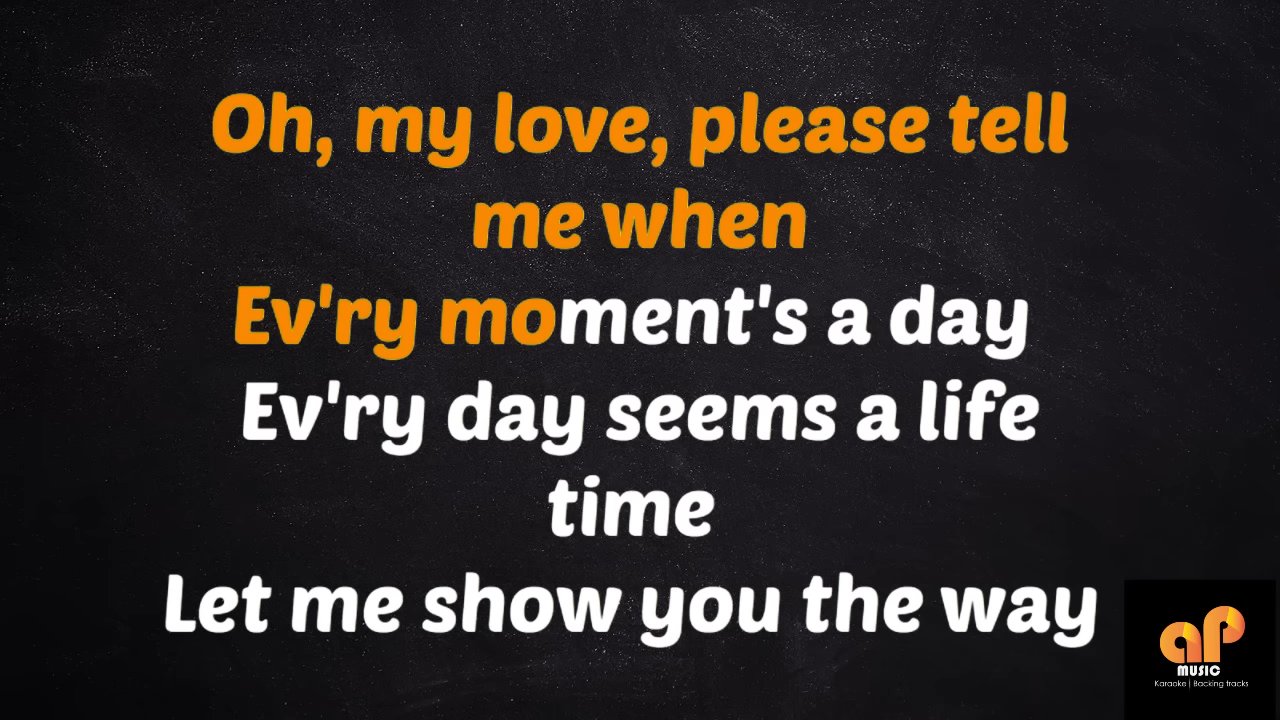 Oh, my love, please tell
me when
Ev'ry moment's a day
Ev'ry day seems a life
time
Let me show you the way
aP
MUSIC
Karaoke | Backing tracks